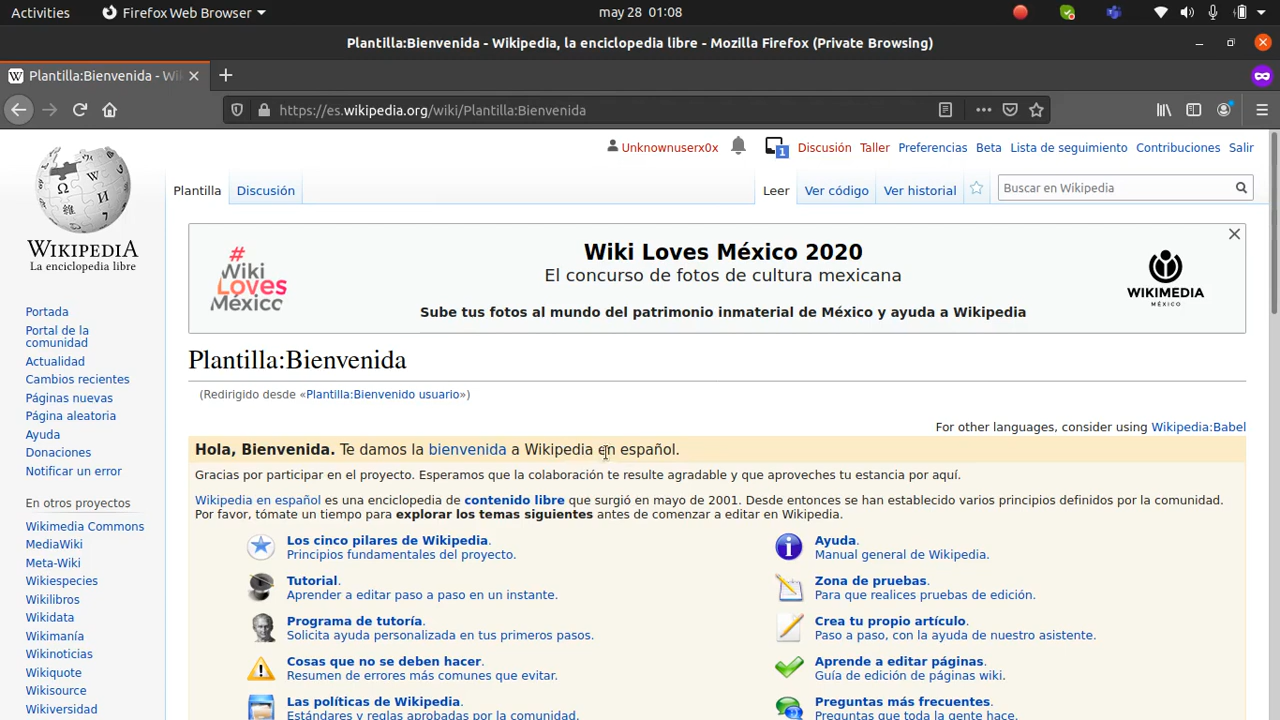 Activities
Firefox Web Browser
may 28 01:08
Plantilla:Bienvenida - Wikipedia, la enciclopedia libre - Mozilla Firefox (Private Browsing)
Plantilla:Bienvenida - Wi
https://es.wikipedia.org/wiki/Plantilla:Bienvenida
Unknownuserx0x
1
Discusión
Taller
Preferencias
Beta
Lista de seguimiento
Contribuciones
Salir
Plantilla
Discusión
Leer
Ver código
Ver historial
Buscar en Wikipedia
WIKIPEDIA
La enciclopedia libre
Portada
Portal de la
comunidad
Actualidad
Cambios recientes
Páginas nuevas
Página aleatoria
Ayuda
Donaciones
Notificar un error
En otros proyectos
Wikimedia Commons
MediaWiki
Meta-Wiki
Wikiespecies
Wikilibros
Wikidata
Wikimanía
Wikinoticias
Wikiquote
Wikisource
Wikiversidad
#
Wiki
Loves
México
Wiki Loves México 2020
El concurso de fotos de cultura mexicana
Sube tus fotos al mundo del patrimonio inmaterial de México y ayuda a Wikipedia
WIKIMEDIA
MÉXICO
Plantilla:Bienvenida
(Redirigido desde «Plantilla:Bienvenido usuario»)
For other languages, consider using Wikipedia:Babel
Hola, Bienvenida. Te damos la bienvenida a Wikipedia en español.
Gracias por participar en el proyecto. Esperamos que la colaboración te resulte agradable y que aproveches tu estancia por aquí.
Wikipedia en español es una enciclopedia de contenido libre que surgió en mayo de 2001. Desde entonces se han establecido varios principios definidos por la comunidad.
Por favor, tómate un tiempo para explorar los temas siguientes antes de comenzar a editar en Wikipedia.
Los cinco pilares de Wikipedia.
Principios fundamentales del proyecto.
Ayuda.
Manual general de Wikipedia.
Tutorial.
Aprender a editar paso a paso en un instante.
Zona de pruebas.
Para que realices pruebas de edición.
Programa de tutoría.
Solicita ayuda personalizada en tus primeros pasos.
Crea tu propio artículo.
Paso a paso, con la ayuda de nuestro asistente.
Cosas que no se deben hacer.
Resumen de errores más comunes que evitar.
Aprende a editar páginas.
Guía de edición de páginas wiki.
Las políticas de Wikipedia.
Estándares y reglas aprobadas por la comunidad.
Preguntas más frecuentes.
Preguntas que toda la gente hace.